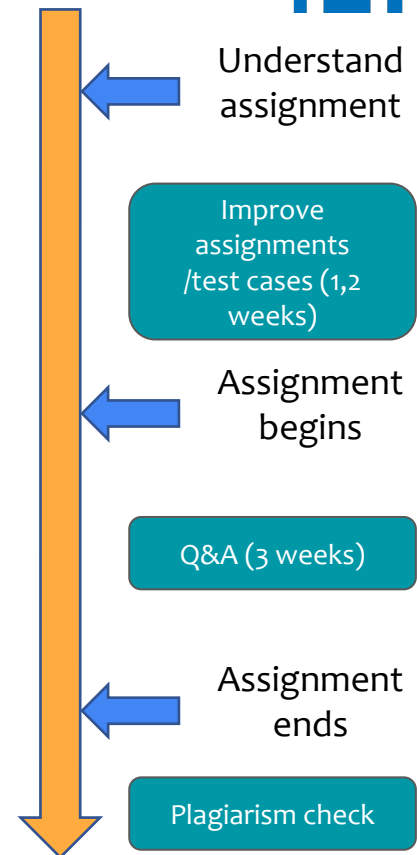 Understand
assignment
Improve
assignments
/test cases (1,2
weeks)
Assignment
begins
Q&A (3 weeks)
Assignment
ends
Plagiarism check